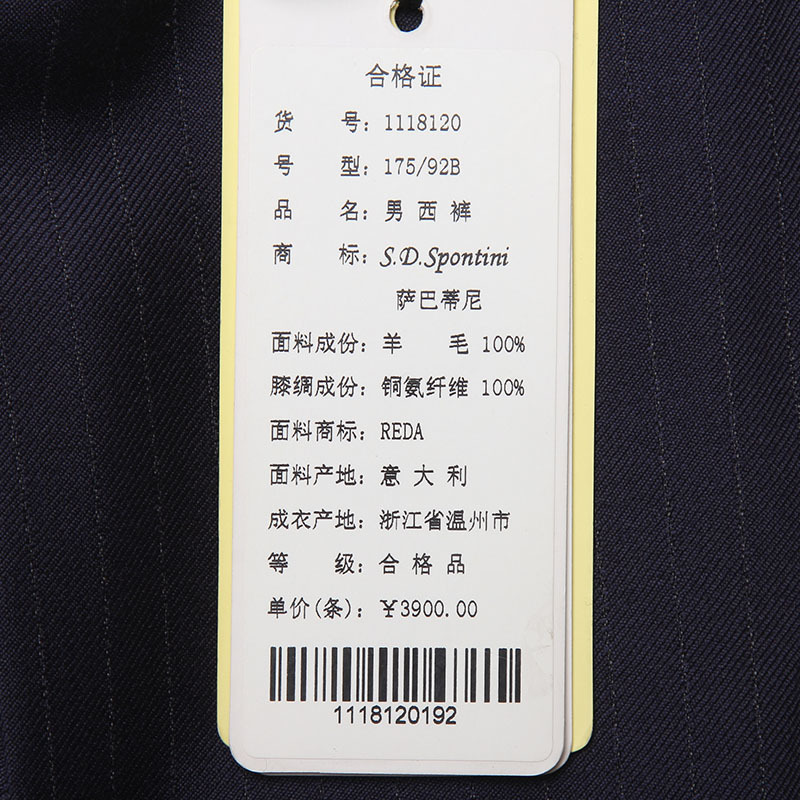 合格证
货 号: 1118120
号 型: 175/92B
品 名: 男西裤
商 标: S.D.Spontini
萨巴蒂尼
面料成份: 羊 毛 100%
膝绸成份: 铜氨纤维 100%
面料商标: REDA
面料产地: 意大利
成衣产地: 浙江省温州市
等 级: 合格品
单价(条): ¥3900.00
1118120192